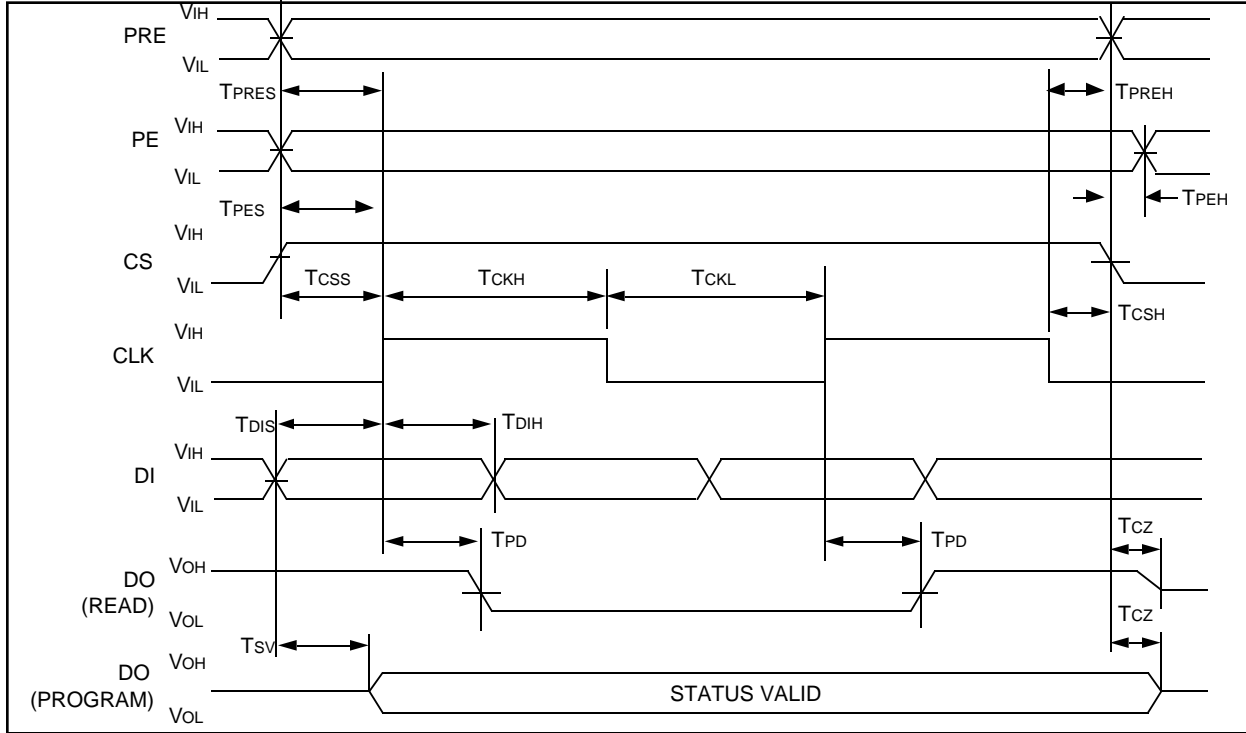 VIH
PRE
VIL
TPRES
TPREH
VIH
PE
VIL
TPES
TPEH
VIH
CS
VIL
TCSS
TCKH
TCKL
TCSH
VIH
CLK
VIL
TDIS
TDIH
VIH
DI
VIL
TPD
TPD
TCZ
VOH
DO
(READ)
VOL
TCZ
TSV
VOH
DO
(PROGRAM)
STATUS VALID
VOL